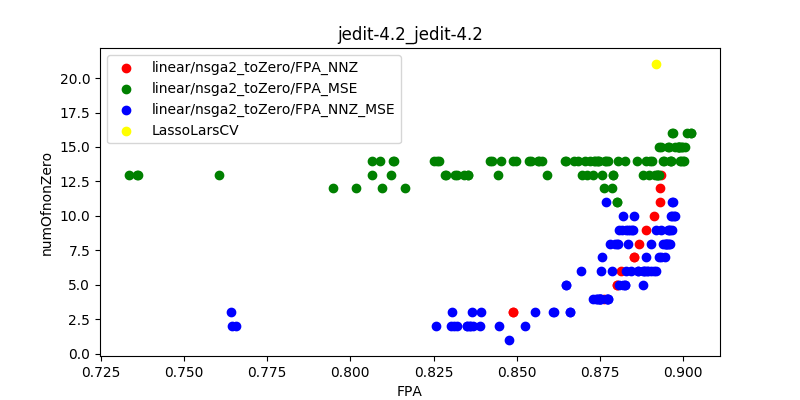 jedit-4.2_jedit-4.2
linear/nsga2_toZero/FPA_NNZ
linear/nsga2_toZero/FPA_MSE
linear/nsga2_toZero/FPA_NNZ_MSE
LassoLarsCV
numOfnonZero
20.0
17.5
15.0
12.5
10.0
7.5
5.0
2.5
0.0
0.725 0.750 0.775 0.800 0.825 0.850 0.875 0.900
FPA